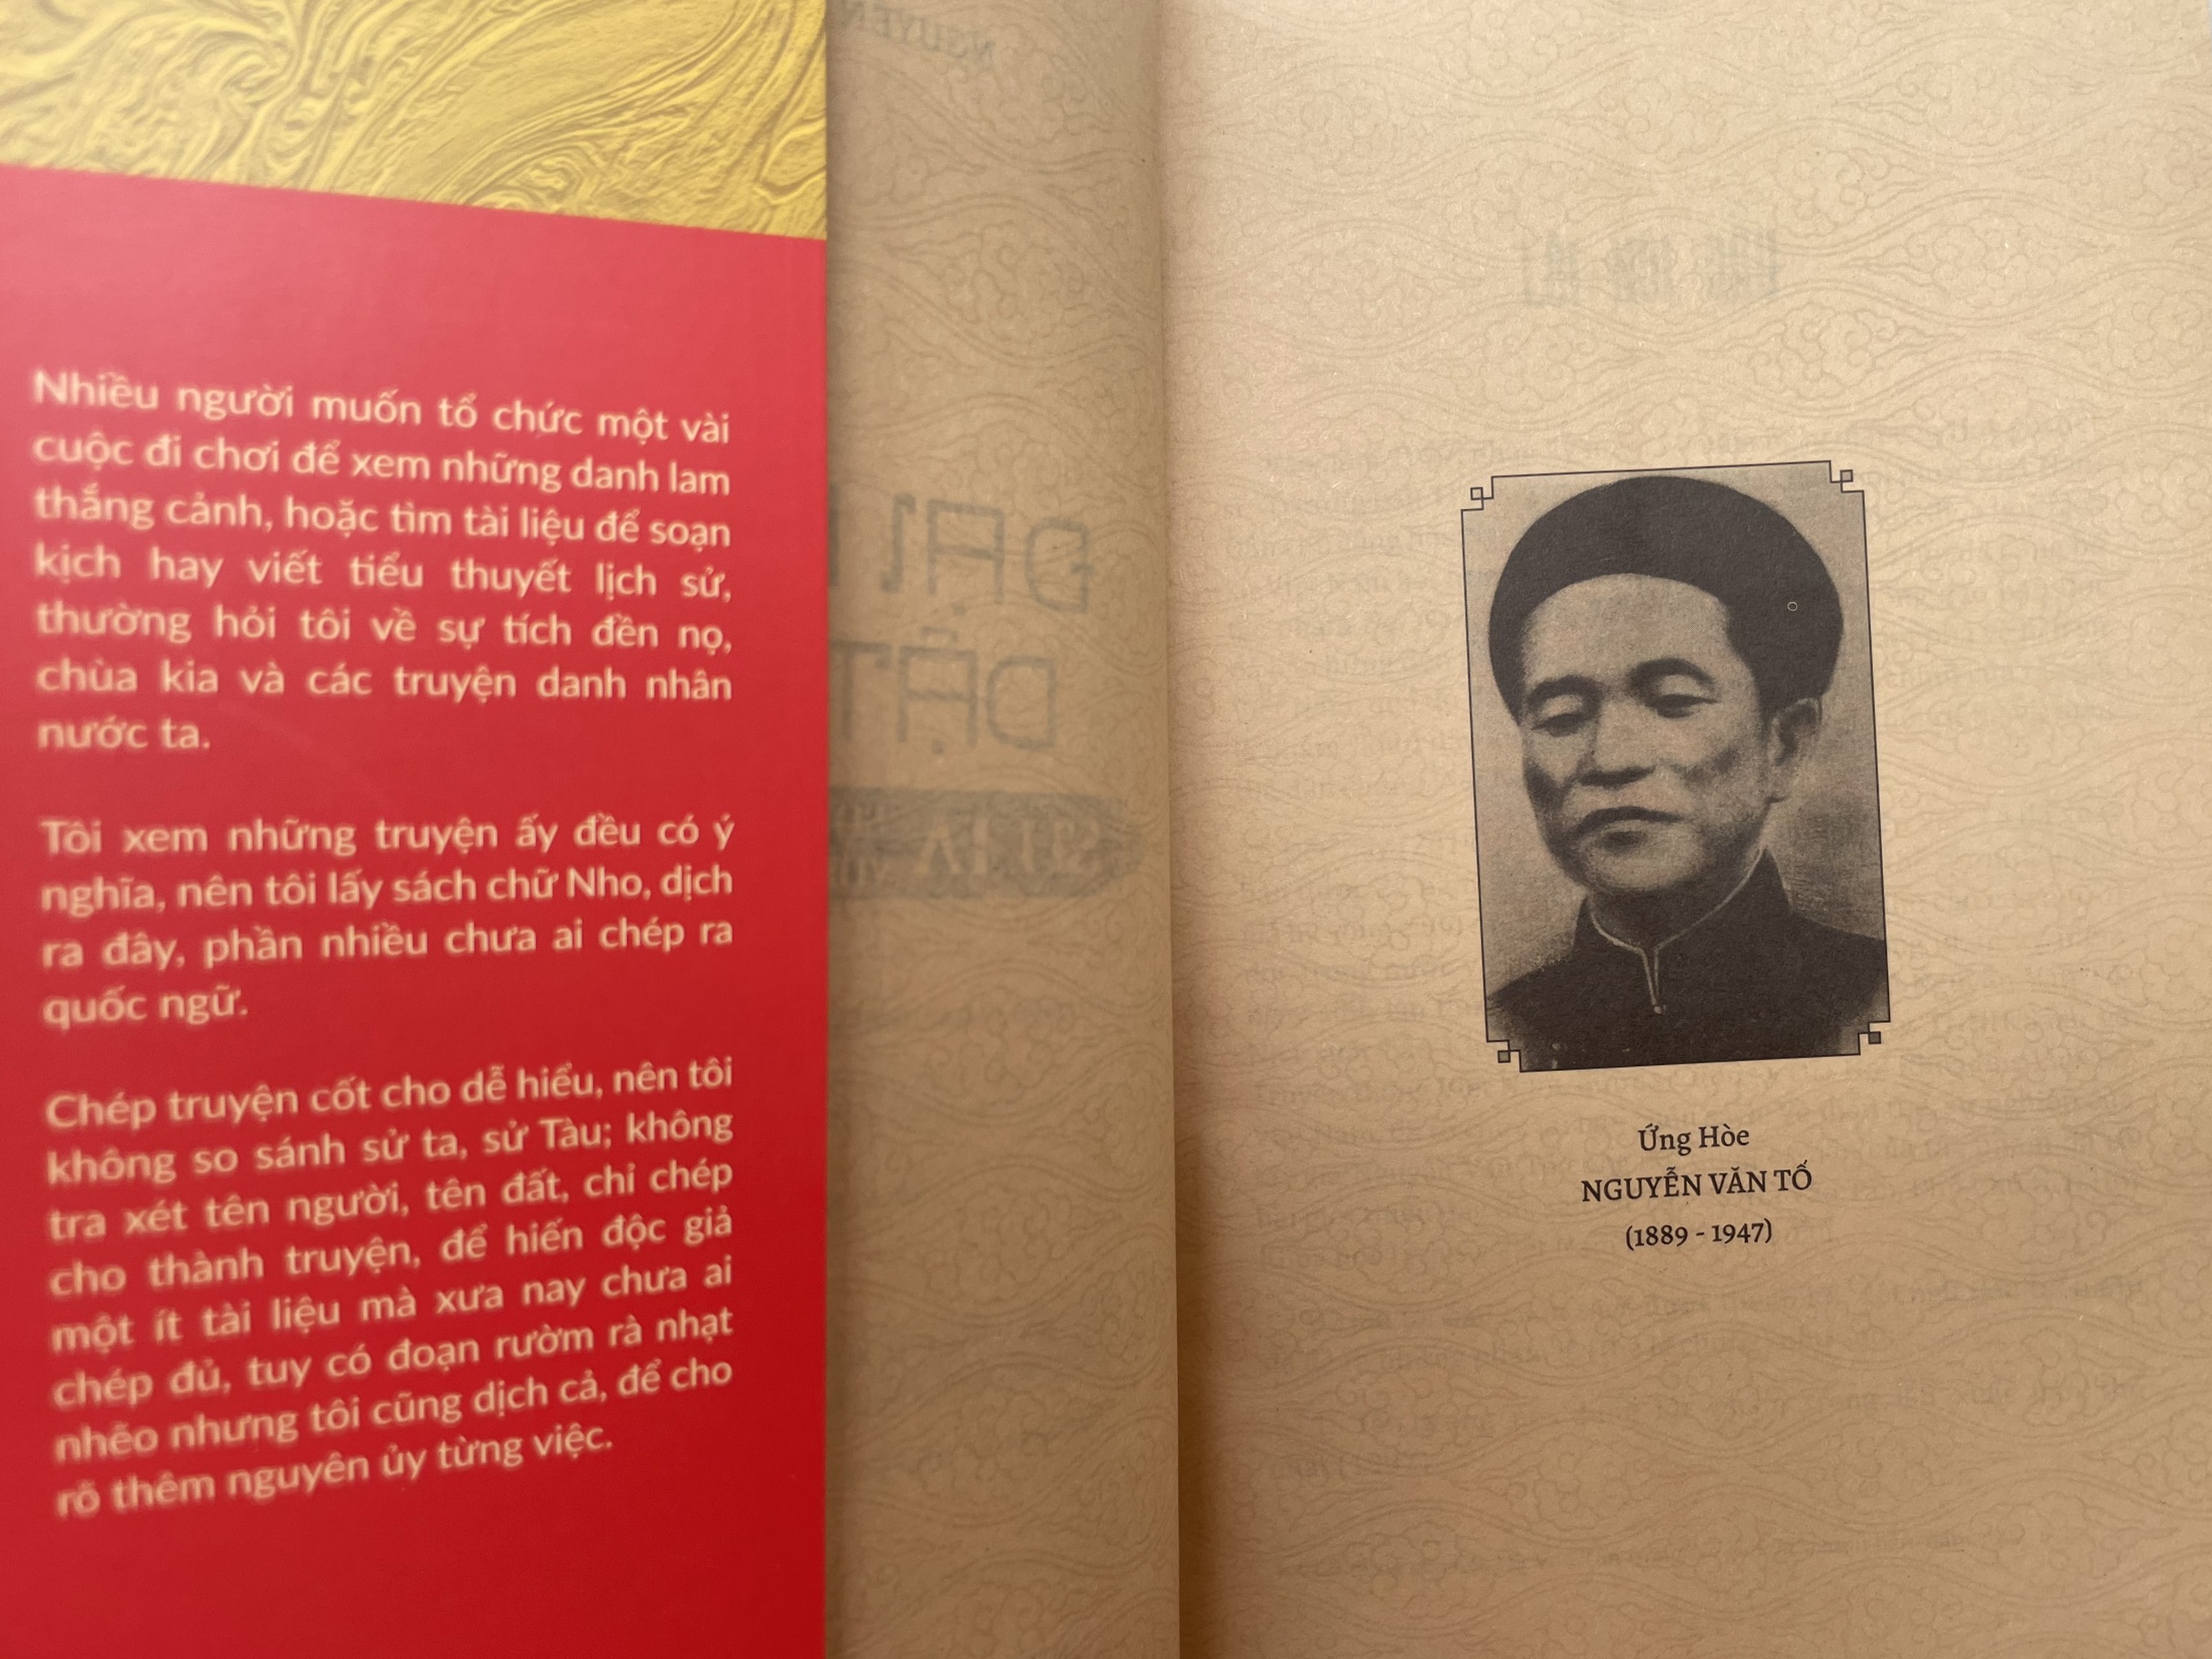 Nhiều người muốn tổ chức một vài
cuộc đi chơi để xem những danh lam
thắng cảnh, hoặc tìm tài liệu để soạn
kịch hay viết tiểu thuyết lịch sử,
thường hỏi tôi về sự tích đền nọ,
chùa kia và các truyện danh nhân
nước ta.
Tôi xem những truyện ấy đều có ý
nghĩa, nên tôi lấy sách chữ Nho, dịch
ra đây, phần nhiều chưa ai chép ra
quốc ngữ.
Chép truyện cốt cho dễ hiểu, nên tôi
không so sánh sử ta, sử Tàu; không
tra xét tên người, tên đất, chỉ chép
cho thành truyện, để hiến độc giả
một ít tài liệu mà xưa nay chưa ai
chép đủ, tuy có đoạn rườm rà nhạt
nhẽo nhưng tôi cũng dịch cả, để cho
rõ thêm nguyên ủy từng việc.
NGUYEN
ĐẠI
DẬT
SỬ TA
Ứng Hòe
NGUYỄN VĂN TỐ
(1889 - 1947)